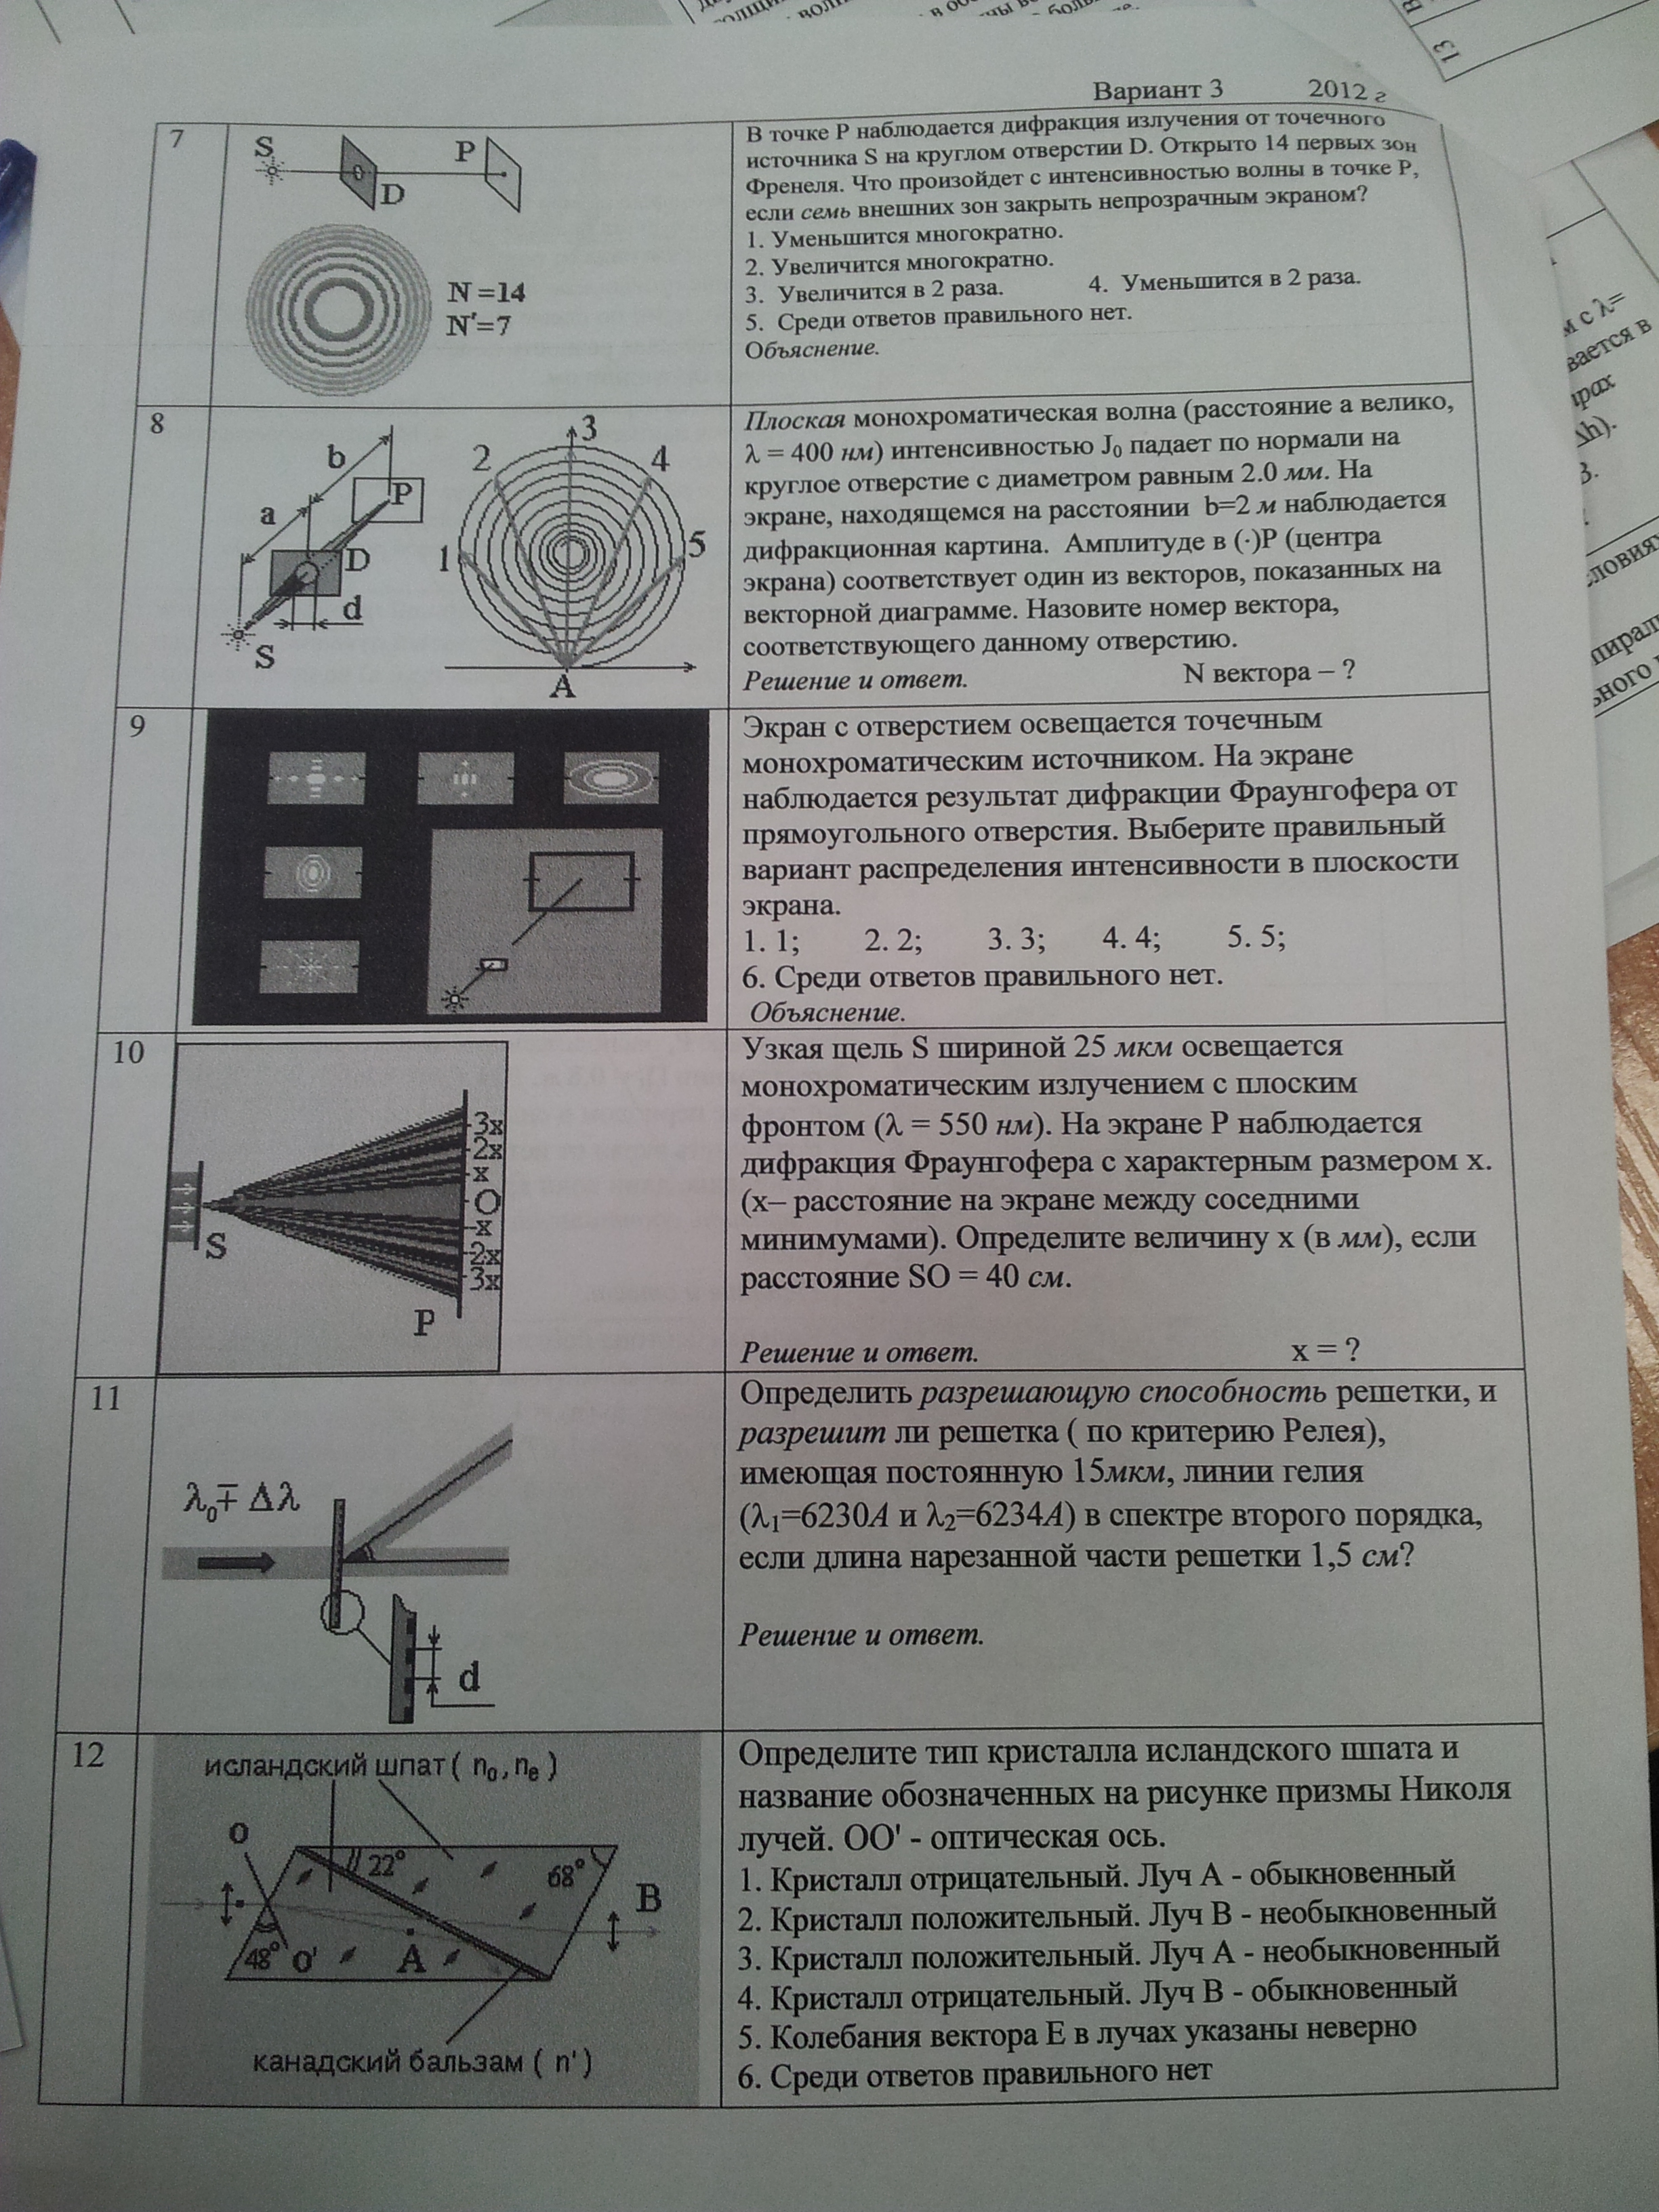 Вариант 3 2012 г
13
7
S
P
D
N =14
N'=7
В точке P наблюдается дифракция излучения от точечного
источника S на круглом отверстии D. Открыто 14 первых зон
Френеля. Что произойдет с интенсивностью волны в точке P,
если семь внешних зон закрыть непрозрачным экраном?
1. Уменьшится многократно.
2. Увеличится многократно.
3. Увеличится в 2 раза. 4. Уменьшится в 2 раза.
5. Среди ответов правильного нет.
Объяснение.
8
b
a
P
D
d
S
1
2
3
4
5
A
Плоская монохроматическая волна (расстояние a велико,
λ = 400 нм) интенсивностью J₀ падает по нормали на
круглое отверстие с диаметром равным 2.0 мм. На
экране, находящемся на расстоянии b=2 м наблюдается
дифракционная картина. Амплитуде в (·)P (центра
экрана) соответствует один из векторов, показанных на
векторной диаграмме. Назовите номер вектора,
соответствующего данному отверстию.
Решение и ответ. N вектора – ?
9
Экран с отверстием освещается точечным
монохроматическим источником. На экране
наблюдается результат дифракции Фраунгофера от
прямоугольного отверстия. Выберите правильный
вариант распределения интенсивности в плоскости
экрана.
1. 1; 2. 2; 3. 3; 4. 4; 5. 5;
6. Среди ответов правильного нет.
Объяснение.
10
3x
2x
x
O
-x
-2x
-3x
S
P
Узкая щель S шириной 25 мкм освещается
монохроматическим излучением с плоским
фронтом (λ = 550 нм). На экране P наблюдается
дифракция Фраунгофера с характерным размером x.
(x– расстояние на экране между соседними
минимумами). Определите величину x (в мм), если
расстояние SO = 40 см.
Решение и ответ. x = ?
11
λ₀∓ Δλ
d
Определить разрешающую способность решетки, и
разрешит ли решетка ( по критерию Релея),
имеющая постоянную 15мкм, линии гелия
(λ₁=6230А и λ₂=6234А) в спектре второго порядка,
если длина нарезанной части решетки 1,5 см?
Решение и ответ.
12
исландский шпат ( n₀ , nₑ )
O
22°
68°
B
48°
O'
A
канадский бальзам ( n' )
Определите тип кристалла исландского шпата и
название обозначенных на рисунке призмы Николя
лучей. OO' - оптическая ось.
1. Кристалл отрицательный. Луч A - обыкновенный
2. Кристалл положительный. Луч B - необыкновенный
3. Кристалл положительный. Луч A - необыкновенный
4. Кристалл отрицательный. Луч B - обыкновенный
5. Колебания вектора E в лучах указаны неверно
6. Среди ответов правильного нет